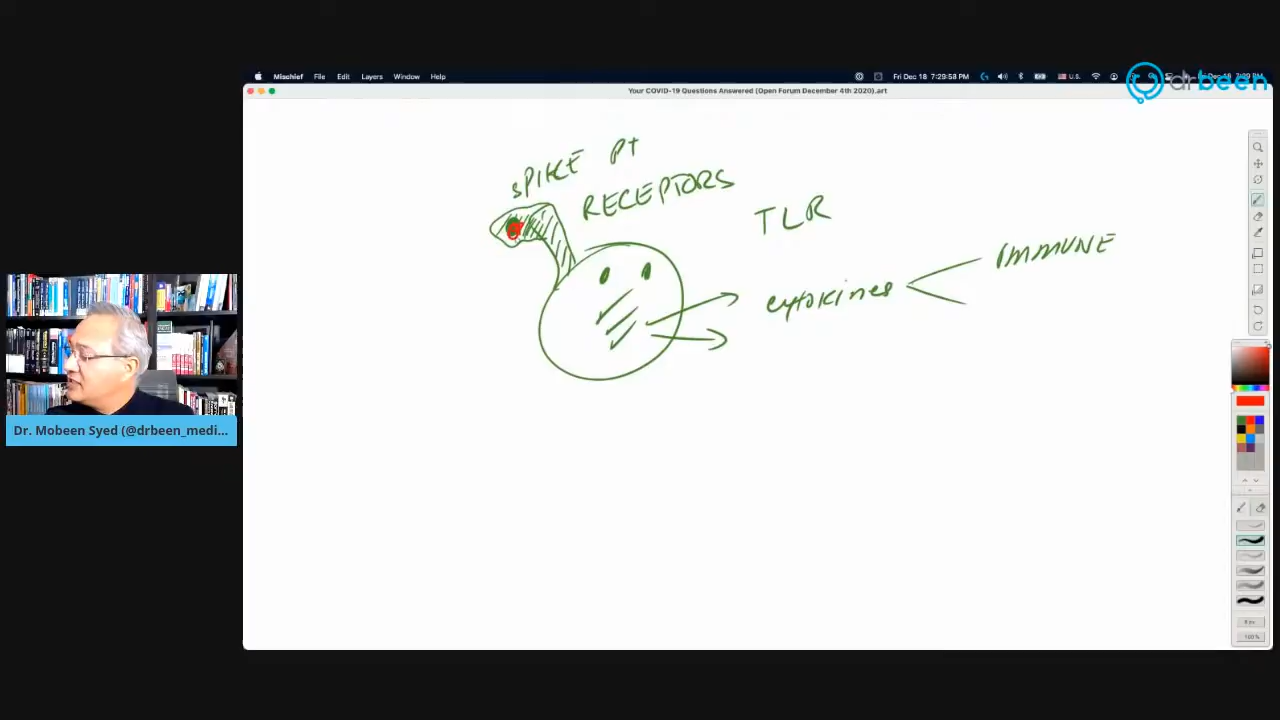 drbeen
Mischief File Edit Layers Window Help
U.S. Fri Dec 18 7:29:58 PM
Your COVID-19 Questions Answered (Open Forum December 4th 2020).art
SPIKE Pt
RECEPTORS
TLR
IMMUNE
cytokines
Dr. Mobeen Syed (@drbeen_medi...
100%